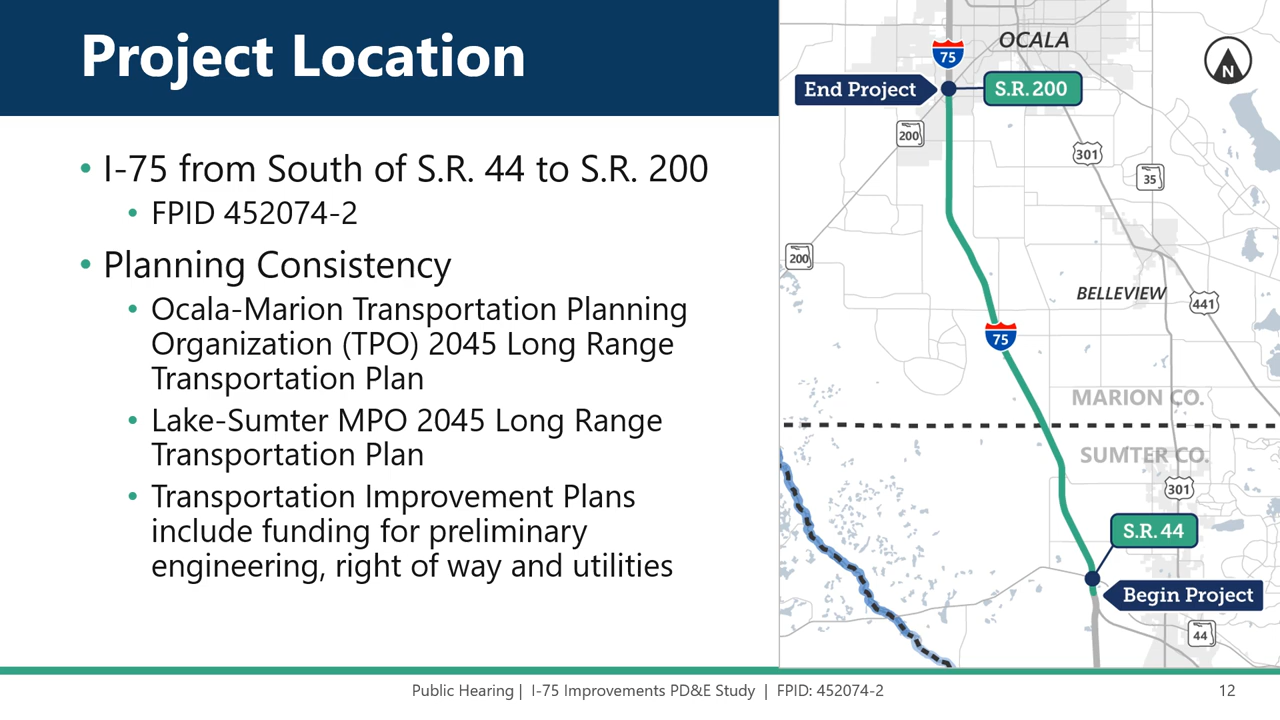 Project Location
• I-75 from South of S.R. 44 to S.R. 200
• FPID 452074-2
• Planning Consistency
• Ocala-Marion Transportation Planning
Organization (TPO) 2045 Long Range
Transportation Plan
• Lake-Sumter MPO 2045 Long Range
Transportation Plan
• Transportation Improvement Plans
include funding for preliminary
engineering, right of way and utilities
OCALA
75
N
End Project
S.R. 200
200
301
35
200
BELLEVIEW
441
75
MARION CO.
SUMTER CO.
301
S.R. 44
Begin Project
44
Public Hearing | I-75 Improvements PD&E Study | FPID: 452074-2
12